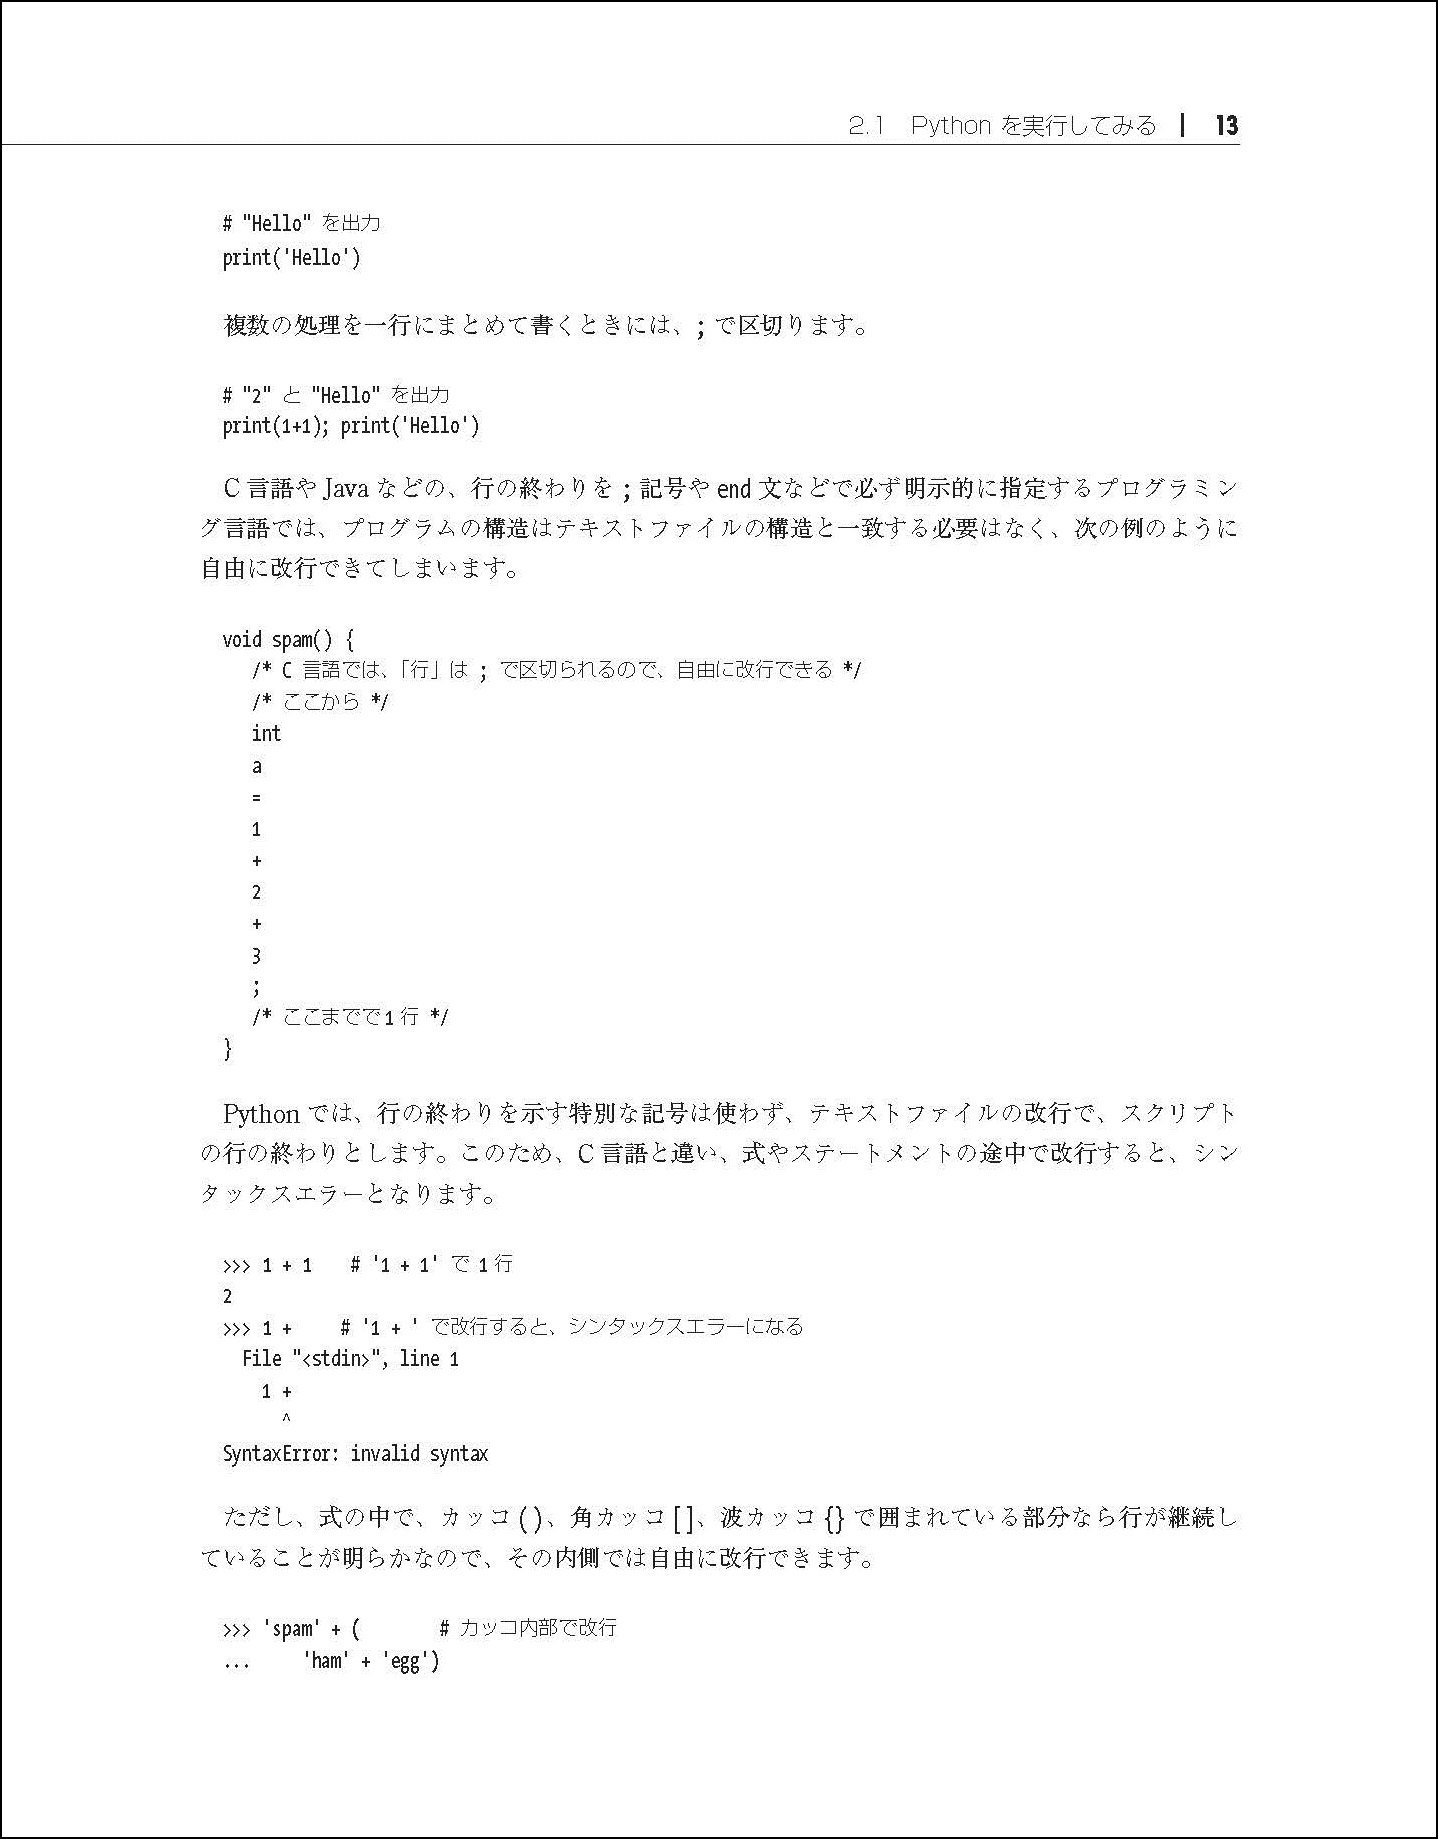 2.1 Python を実行してみる | 13
# "Hello" を出力
print('Hello')
複数の処理を一行にまとめて書くときには、; で区切ります。
# "2" と "Hello" を出力
print(1+1); print('Hello')
C 言語や Java などの、行の終わりを ; 記号や end 文などで必ず明示的に指定するプログラミン
グ言語では、プログラムの構造はテキストファイルの構造と一致する必要はなく、次の例のように
自由に改行できてしまいます。
void spam() {
   /* C 言語では、「行」は ; で区切られるので、自由に改行できる */
   /* ここから */
   int
   a
   =
   1
   +
   2
   +
   3
   ;
   /* ここまでで1行 */
}
Python では、行の終わりを示す特別な記号は使わず、テキストファイルの改行で、スクリプト
の行の終わりとします。このため、C 言語と違い、式やステートメントの途中で改行すると、シン
タックスエラーとなります。
>>> 1 + 1    # '1 + 1' で 1行
2
>>> 1 +     # '1 + ' で改行すると、シンタックスエラーになる
  File "<stdin>", line 1
    1 +
      ^
SyntaxError: invalid syntax
ただし、式の中で、カッコ ( )、角カッコ [ ]、波カッコ {} で囲まれている部分なら行が継続し
ていることが明らかなので、その内側では自由に改行できます。
>>> 'spam' + (        # カッコ内部で改行
...     'ham' + 'egg')